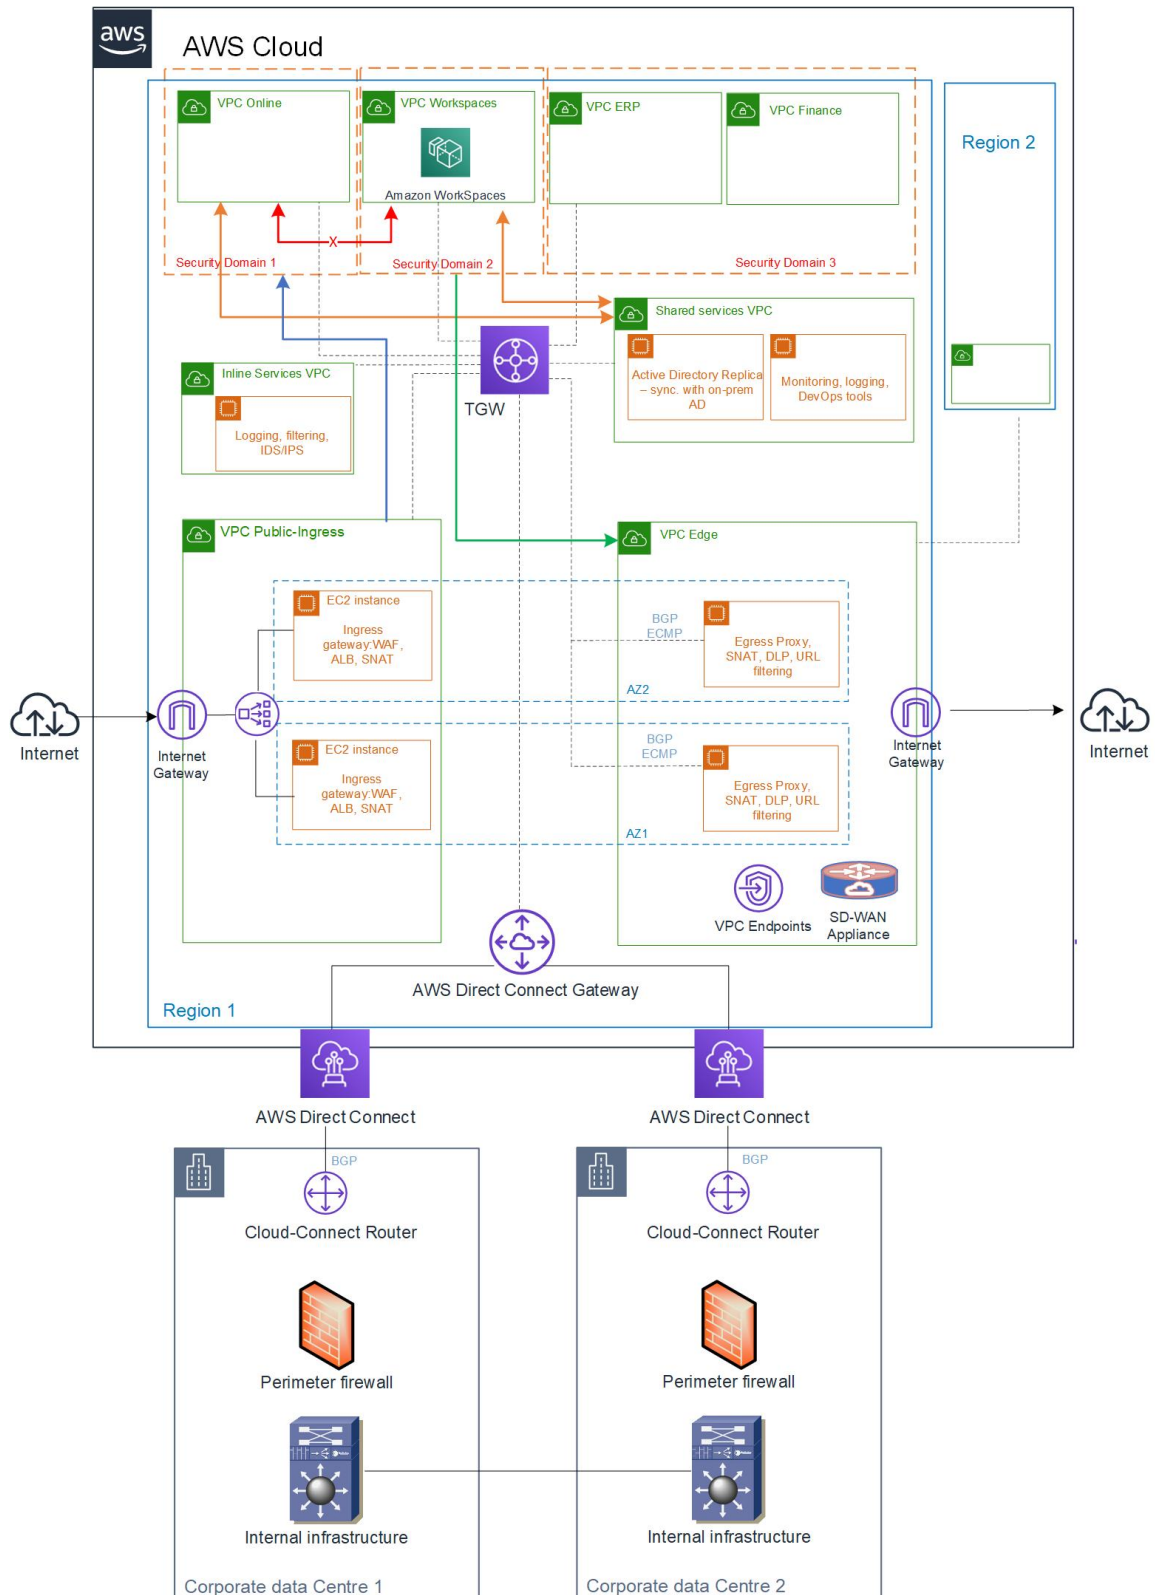 aws
AWS Cloud
VPC Online
VPC Workspaces
VPC ERP
VPC Finance
Region 2
Amazon WorkSpaces
X
Security Domain 1
Security Domain 2
Security Domain 3
Shared services VPC
Active Directory Replica
– sync. with on-prem
AD
Monitoring, logging,
DevOps tools
Inline Services VPC
Logging, filtering,
IDS/IPS
TGW
VPC Public-Ingress
VPC Edge
EC2 instance
Ingress
gateway:WAF,
ALB, SNAT
BGP
ECMP
Egress Proxy,
SNAT, DLP, URL
filtering
AZ2
Internet
Internet
Gateway
EC2 instance
Ingress
gateway:WAF,
ALB, SNAT
BGP
ECMP
Egress Proxy,
SNAT, DLP, URL
filtering
AZ1
Internet
Gateway
Internet
VPC Endpoints
SD-WAN
Appliance
AWS Direct Connect Gateway
Region 1
AWS Direct Connect
AWS Direct Connect
BGP
BGP
Cloud-Connect Router
Cloud-Connect Router
Perimeter firewall
Perimeter firewall
Internal infrastructure
Internal infrastructure
Corporate data Centre 1
Corporate data Centre 2